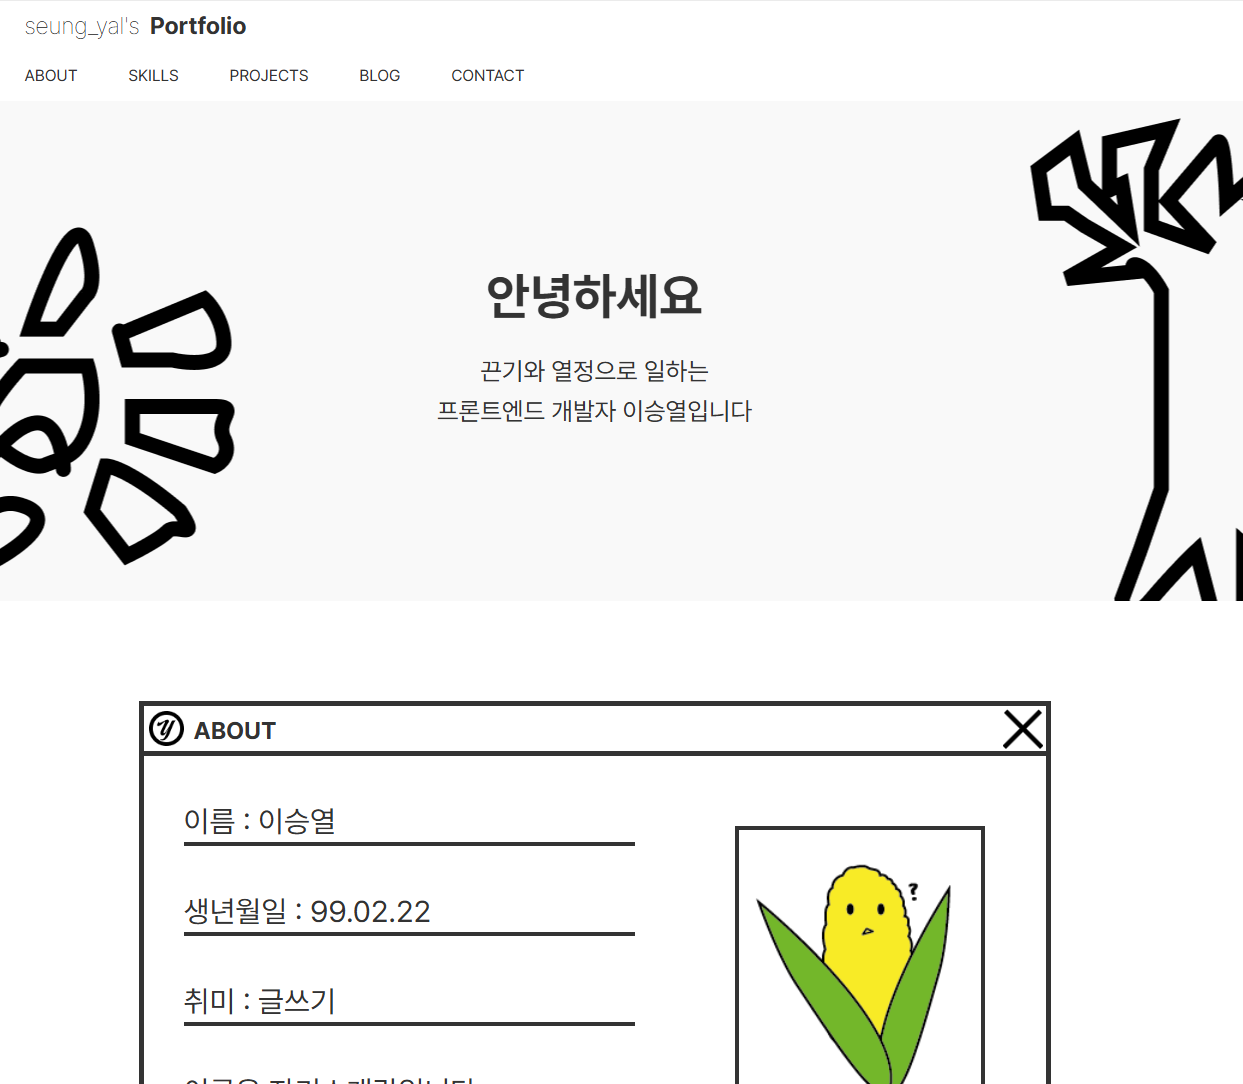 seung_yal's Portfolio
ABOUT SKILLS PROJECTS BLOG CONTACT
안녕하세요
끈기와 열정으로 일하는
프론트엔드 개발자 이승열입니다
y ABOUT
이름 : 이승열
생년월일 : 99.02.22
?
취미 : 글쓰기